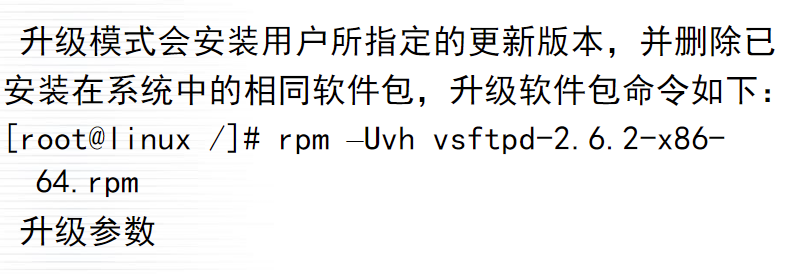 升级模式会安装用户所指定的更新版本，并删除已
安装在系统中的相同软件包，升级软件包命令如下：
[root@linux /]# rpm –Uvh vsftpd-2.6.2-x86-
64.rpm
升级参数